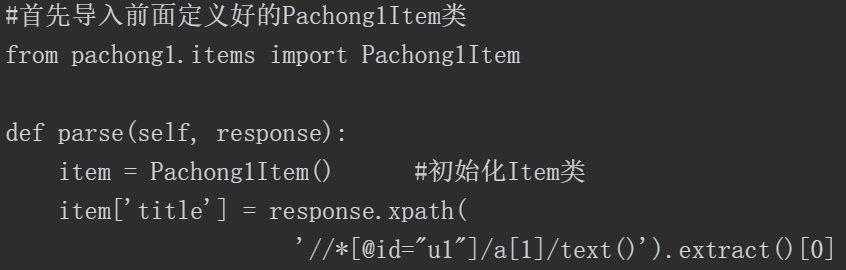 #首先导入前面定义好的Pachong1Item类
from pachong1.items import Pachong1Item
def parse(self, response):
item = Pachong1Item() #初始化Item类
item['title'] = response.xpath(
'//*[@id="u1"]/a[1]/text()').extract()[0]